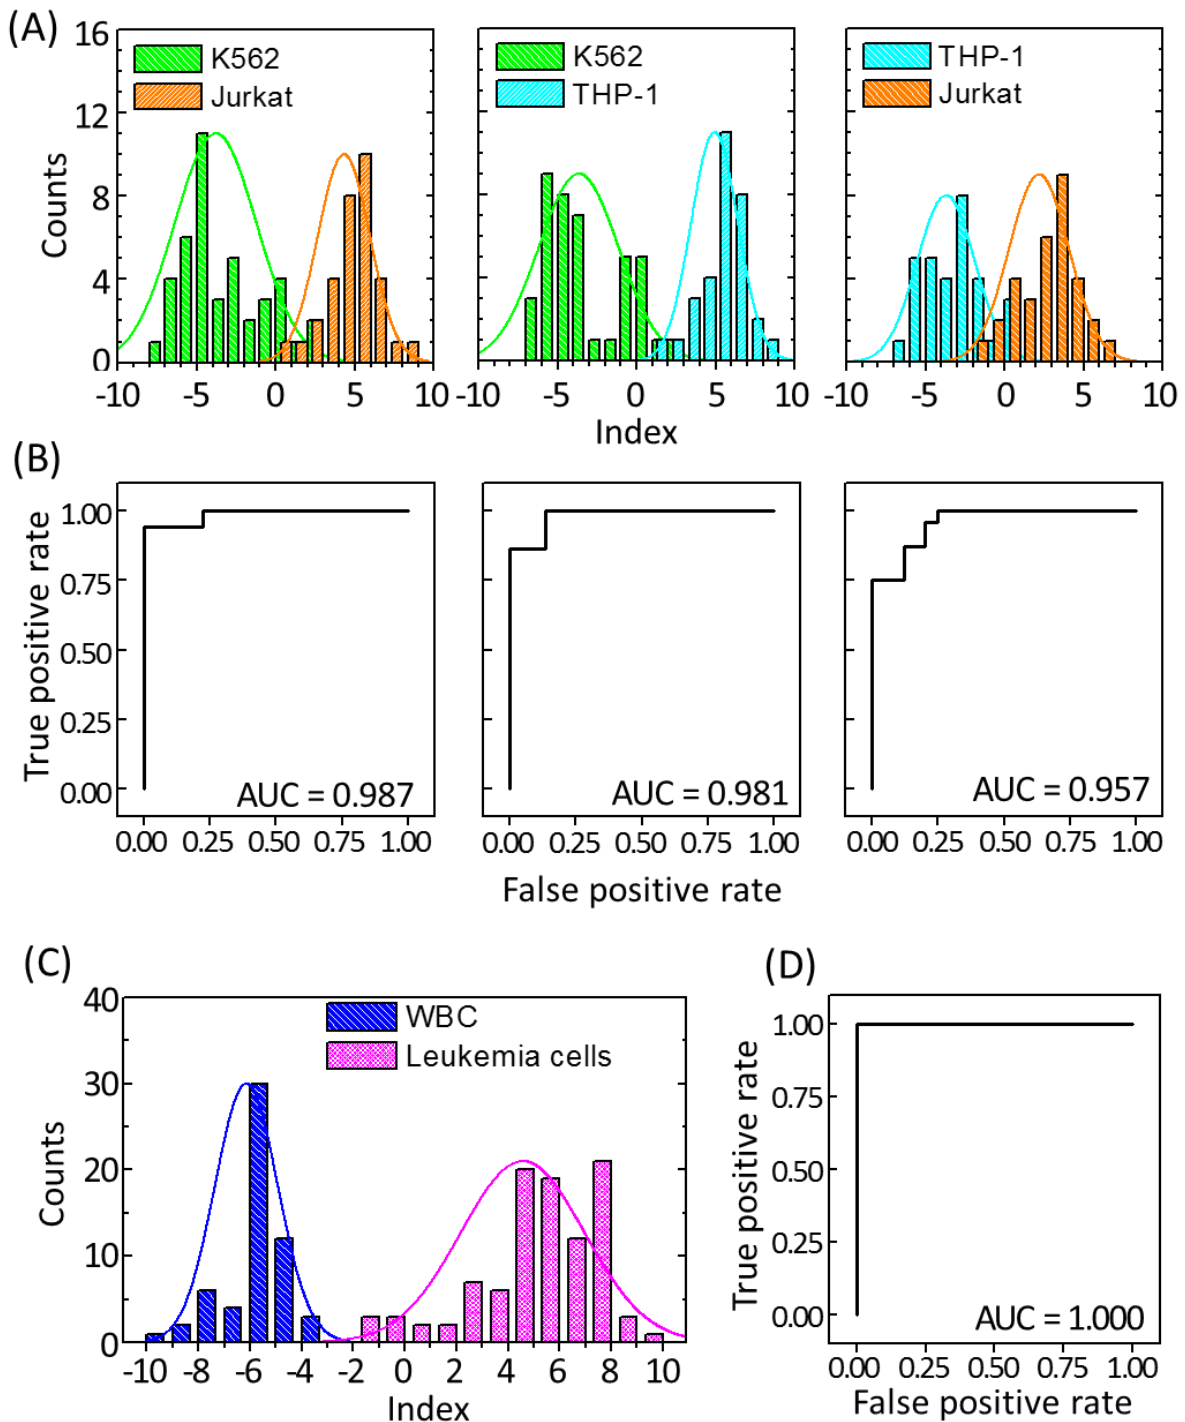 (A)
16
12
8
4
0
Counts
K562
Jurkat
-10 -5 0 5 10
K562
THP-1
-10 -5 0 5 10
THP-1
Jurkat
-10 -5 0 5 10
Index
(B)
True positive rate
1.00
0.75
0.50
0.25
0.00
AUC = 0.987
0.00 0.25 0.50 0.75 1.00
AUC = 0.981
0.00 0.25 0.50 0.75 1.00
AUC = 0.957
0.00 0.25 0.50 0.75 1.00
False positive rate
(C)
40
30
20
10
0
Counts
WBC
Leukemia cells
-10 -8 -6 -4 -2 0 2 4 6 8 10
Index
(D)
True positive rate
1.00
0.75
0.50
0.25
0.00
AUC = 1.000
0.00 0.25 0.50 0.75 1.00
False positive rate